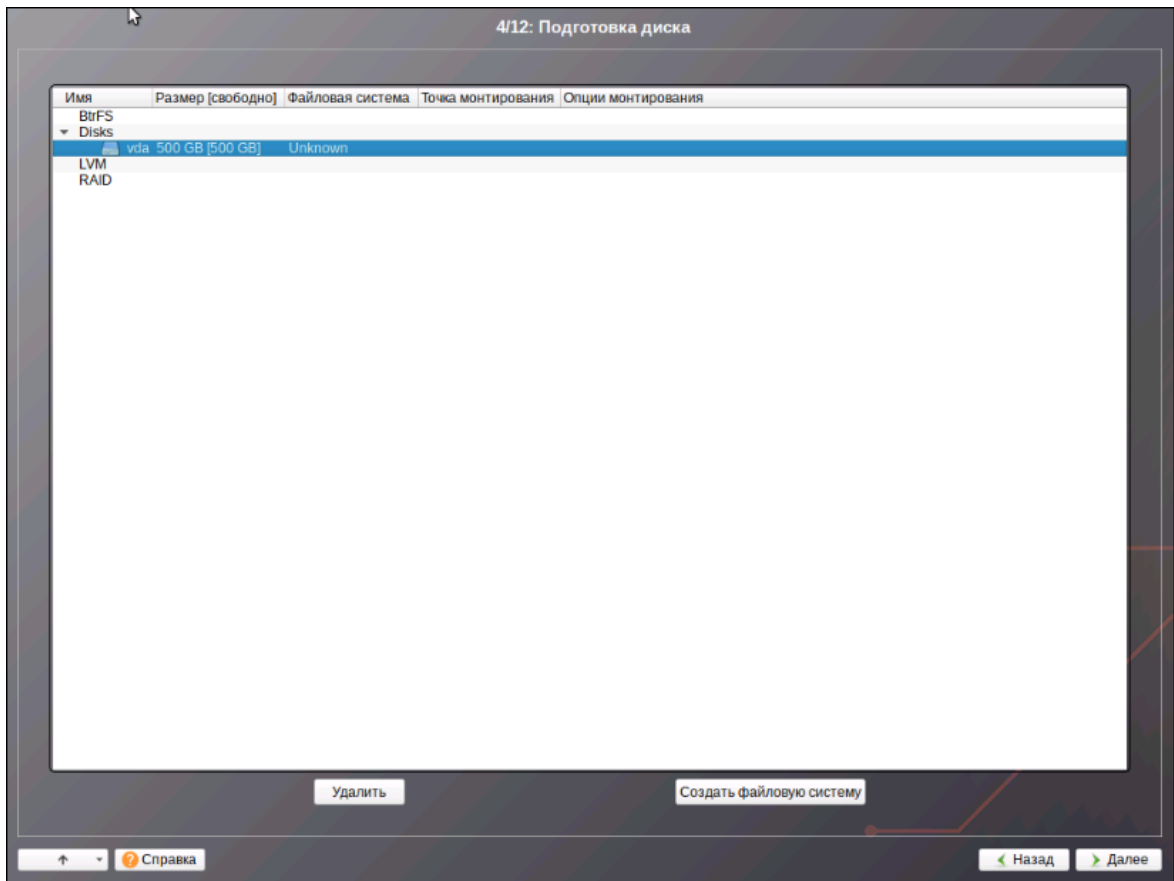 4/12: Подготовка диска
Имя Размер [свободно] Файловая система Точка монтирования Опции монтирования
BtrFS
Disks
vda 500 GB [500 GB] Unknown
LVM
RAID
Удалить Создать файловую систему
Справка Назад Далее